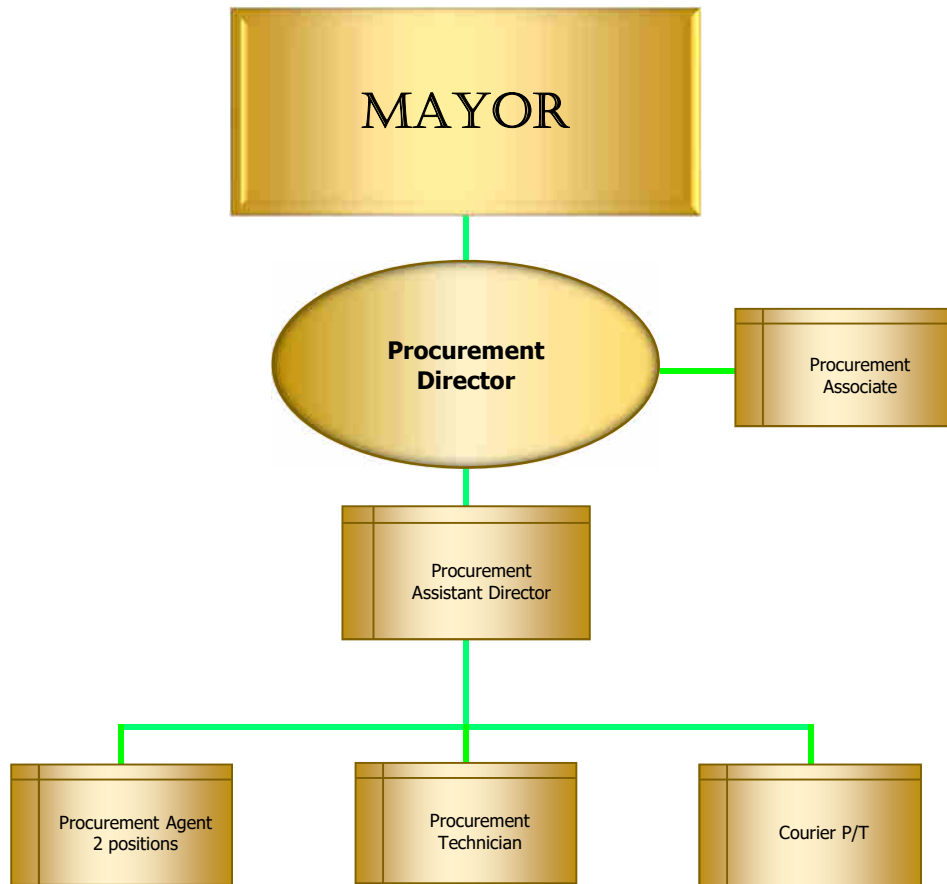 MAYOR
Procurement
Director
Procurement
Associate
Procurement
Assistant Director
Procurement Agent
2 positions
Procurement
Technician
Courier P/T